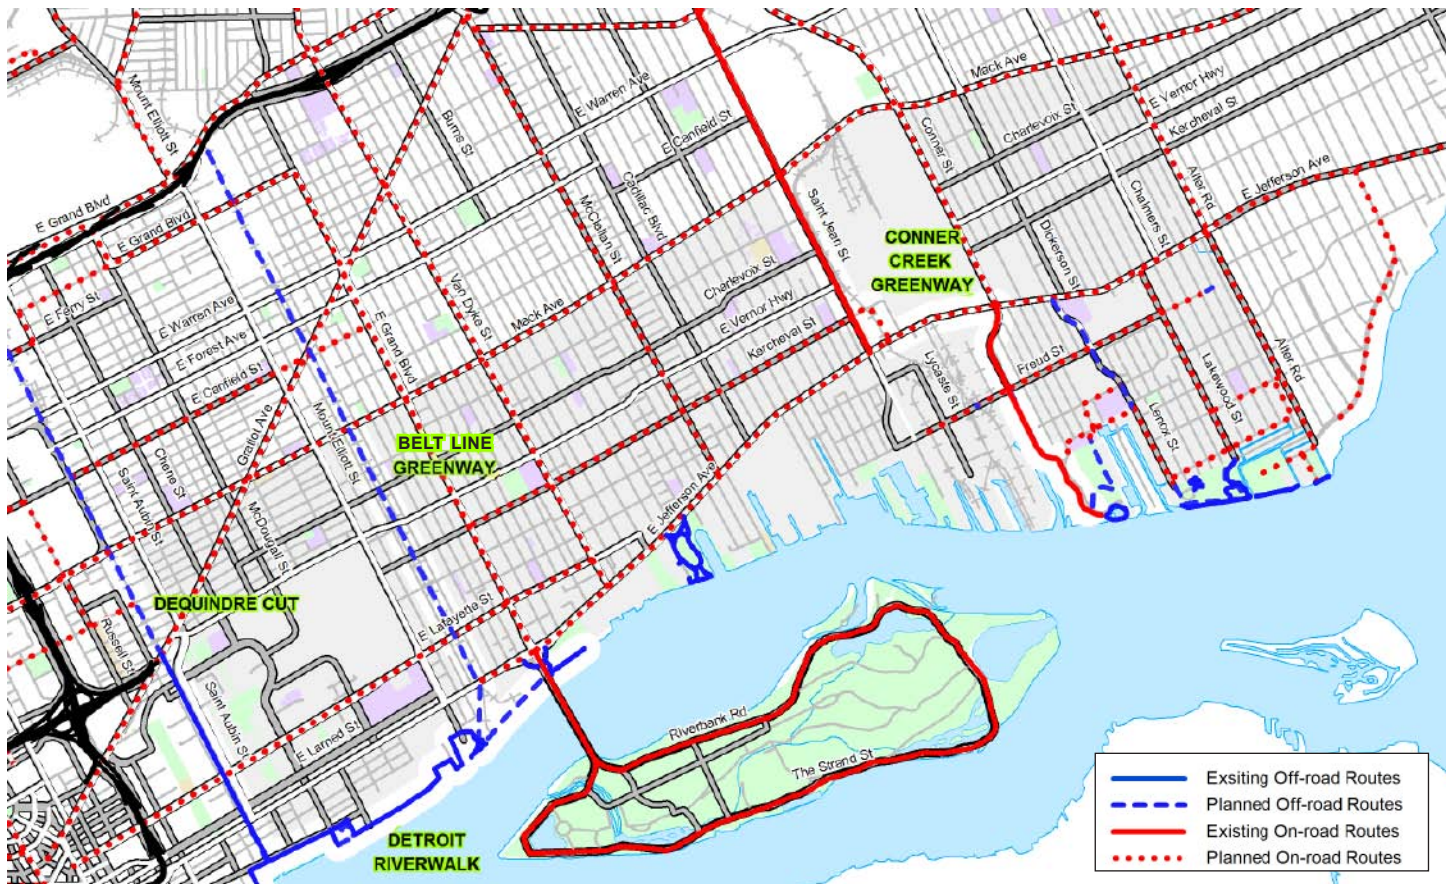 Mount Elliott St
E Grand Blvd
E Grand Blvd
E Ferry St
E Warren Ave
E Forest Ave
E Canfield St
Gratiot Ave
Chene St
Saint Aubin St
McDougall St
Mount Elliott St
E Grand Blvd
Van Dyke St
Burns St
E Warren Ave
E Canfield St
McClellan St
Cadillac Blvd
Mack Ave
Charlevoix St
E Vernor Hwy
Kercheval St
Saint Jean St
Mack Ave
Conner St
Charlevoix St
E Vernor Hwy
Kercheval St
Chalmers St
Alter Rd
E Jefferson Ave
Dickerson St
CONNER
CREEK
GREENWAY
Lycaste St
Freud St
Lenox St
Lakewood St
Alter Rd
BELT LINE
GREENWAY
E Jefferson Ave
DEQUINDRE CUT
E Lafayette St
Russell St
Saint Aubin St
E Larned St
Riverbank Rd
The Strand St
DETROIT
RIVERWALK
Exsiting Off-road Routes
Planned Off-road Routes
Existing On-road Routes
Planned On-road Routes